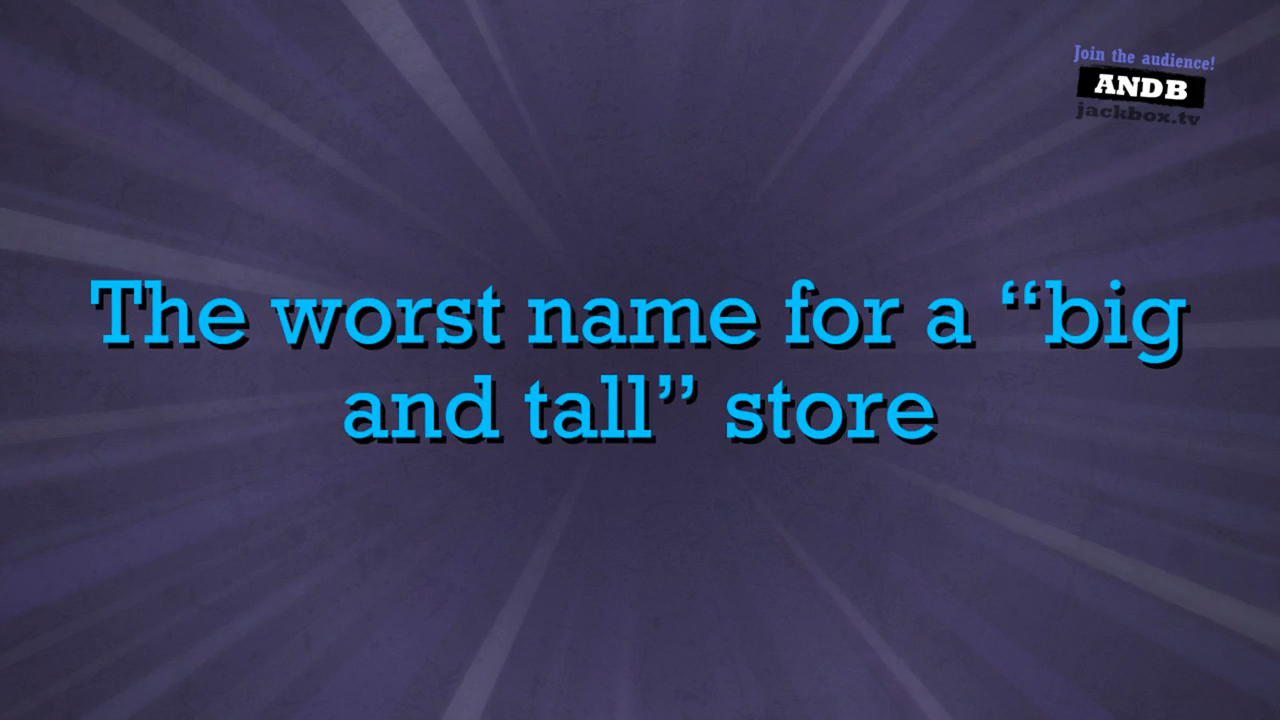 Join the audience!
ANDB
jackbox.tv
The worst name for a “big
and tall” store